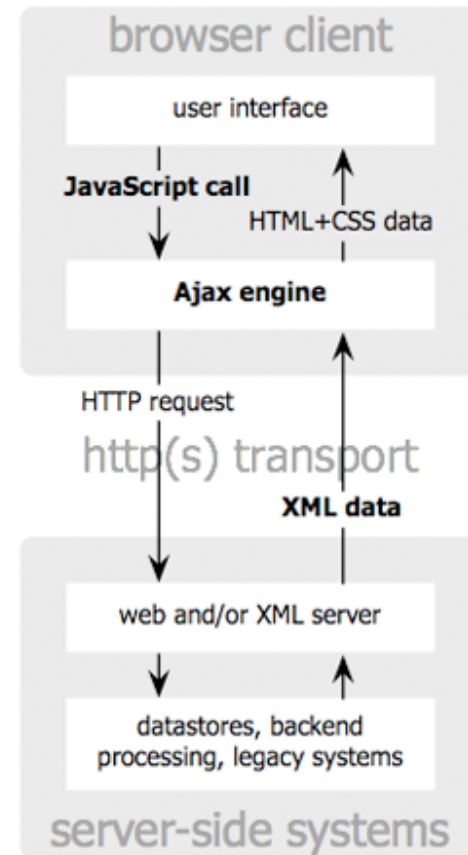 browser client
user interface
JavaScript call
HTML+CSS data
Ajax engine
HTTP request
http(s) transport
XML data
web and/or XML server
datastores, backend
processing, legacy systems
server-side systems